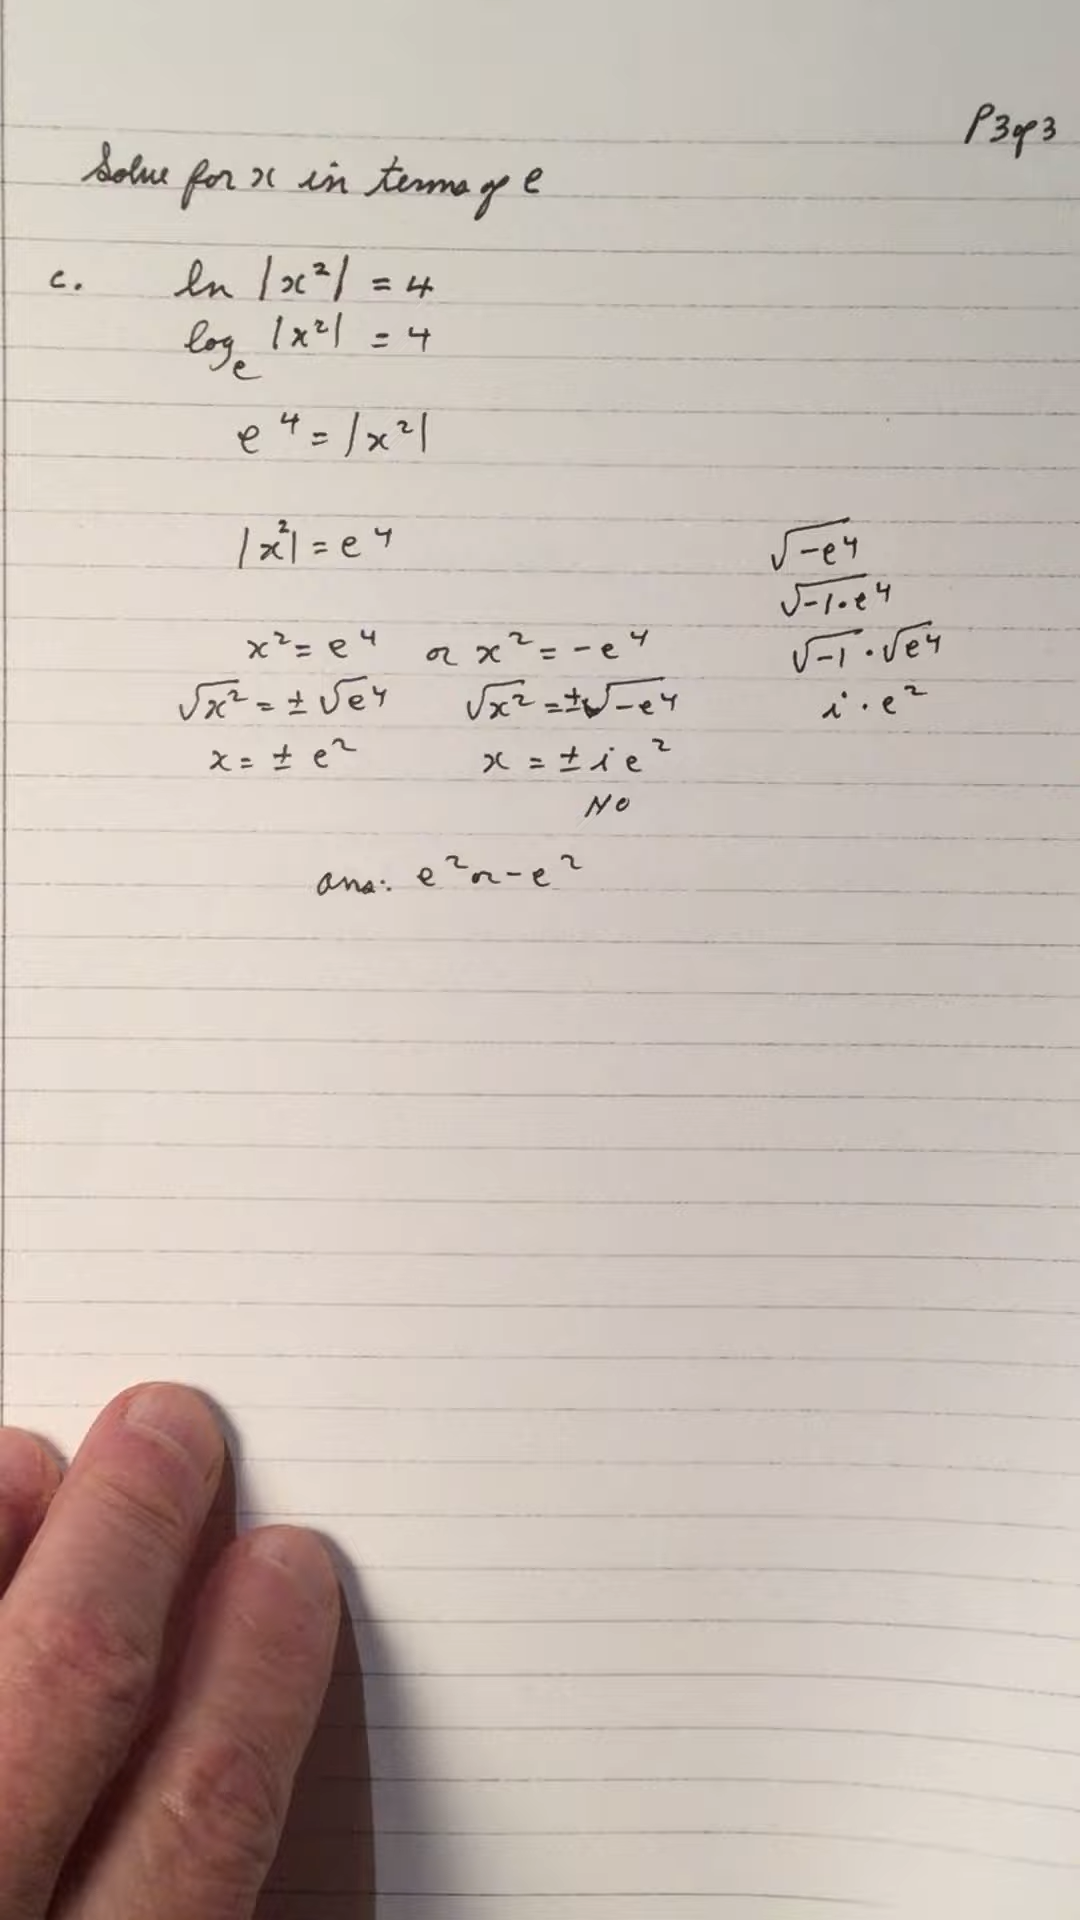 P3of3
Solve for x in terms of e
c. ln |x²| = 4
logₑ |x²| = 4
e⁴ = |x²|
|x²| = e⁴
x² = e⁴ or x² = -e⁴
√x² = ±√e⁴ √x² = ±√-e⁴
x = ± e² x = ± i e²
NO
√-e⁴
√-1·e⁴
√-1 · √e⁴
i · e²
ans: e² or -e²